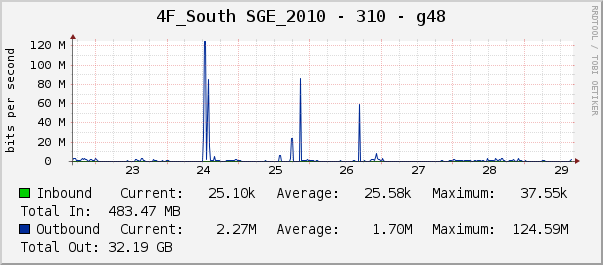 4F_South SGE_2010 - 310 - g48
RRDTOOL / TOBI OETIKER
bits per second
120 M
100 M
80 M
60 M
40 M
20 M
0
23 24 25 26 27 28 29
Inbound Current: 25.10k Average: 25.58k Maximum: 37.55k
Total In: 483.47 MB
Outbound Current: 2.27M Average: 1.70M Maximum: 124.59M
Total Out: 32.19 GB